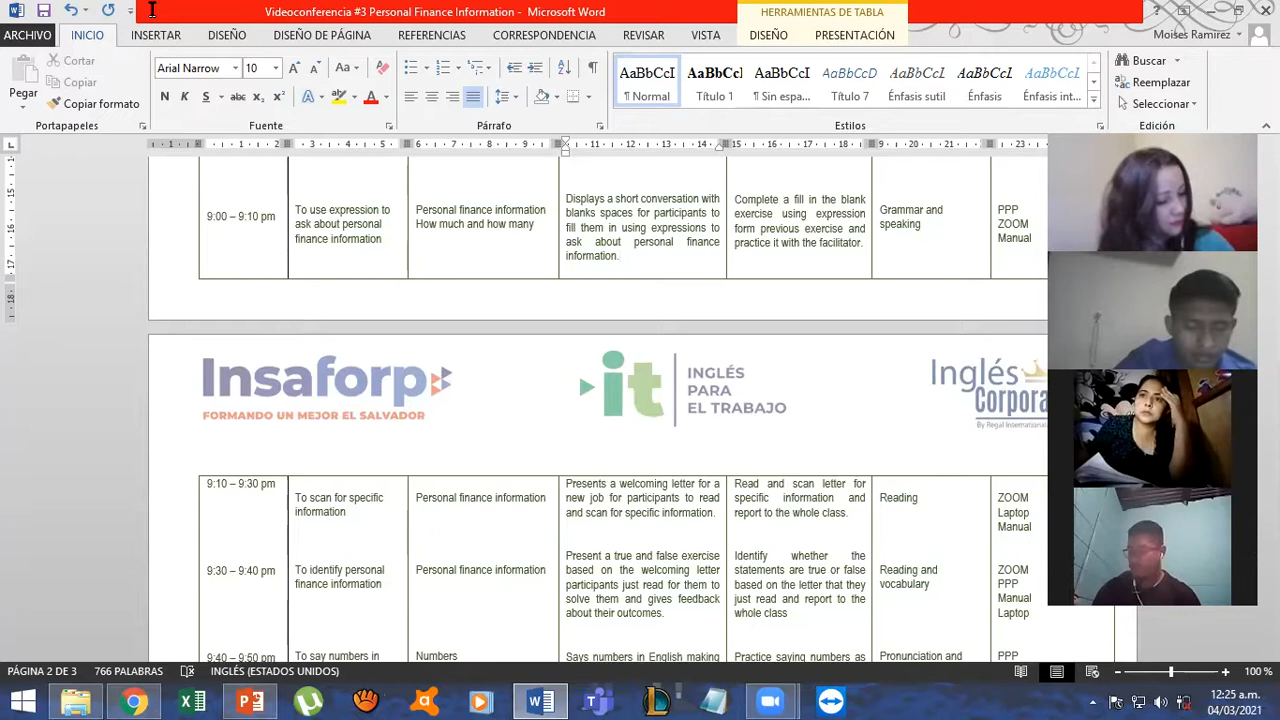 Videoconferencia #3 Personal Finance Information - Microsoft Word
HERRAMIENTAS DE TABLA
ARCHIVO INICIO INSERTAR DISEÑO DISEÑO DE PÁGINA REFERENCIAS CORRESPONDENCIA REVISAR VISTA DISEÑO PRESENTACIÓN Moises Ramirez
Pegar
Cortar
Copiar
Copiar formato
Portapapeles
Arial Narrow 10
N K S abc x₂ x²
Fuente
Párrafo
AaBbCcI AaBbCcI AaBbCcI AaBbCcD AaBbCcI AaBbCcI AaBbCcI
¶ Normal Título 1 ¶ Sin espa... Título 7 Énfasis sutil Énfasis Énfasis int...
Estilos
Buscar
Reemplazar
Seleccionar
Edición
9:00 – 9:10 pm
To use expression to
ask about personal
finance information
Personal finance information
How much and how many
Displays a short conversation with
blanks spaces for participants to
fill them in using expressions to
ask about personal finance
information.
Complete a fill in the blank
exercise using expression
form previous exercise and
practice it with the facilitator.
Grammar and
speaking
PPP
ZOOM
Manual
Insaforp
FORMANDO UN MEJOR EL SALVADOR
it
INGLÉS
PARA
EL TRABAJO
Inglés
Corpora
By Regal International
9:10 – 9:30 pm
To scan for specific
information
Personal finance information
Presents a welcoming letter for a
new job for participants to read
and scan for specific information.
Read and scan letter for
specific information and
report to the whole class.
Reading
ZOOM
Laptop
Manual
9:30 – 9:40 pm
To identify personal
finance information
Personal finance information
Present a true and false exercise
based on the welcoming letter
participants just read for them to
solve them and gives feedback
about their outcomes.
Identify whether the
statements are true or false
based on the letter that they
just read and report to the
whole class
Reading and
vocabulary
ZOOM
PPP
Manual
Laptop
9:40 – 9:50 pm
To say numbers in
Numbers
Says numbers in English making
Practice saying numbers as
Pronunciation and
PPP
PÁGINA 2 DE 3 766 PALABRAS INGLÉS (ESTADOS UNIDOS) 100 %
12:25 a.m.
04/03/2021